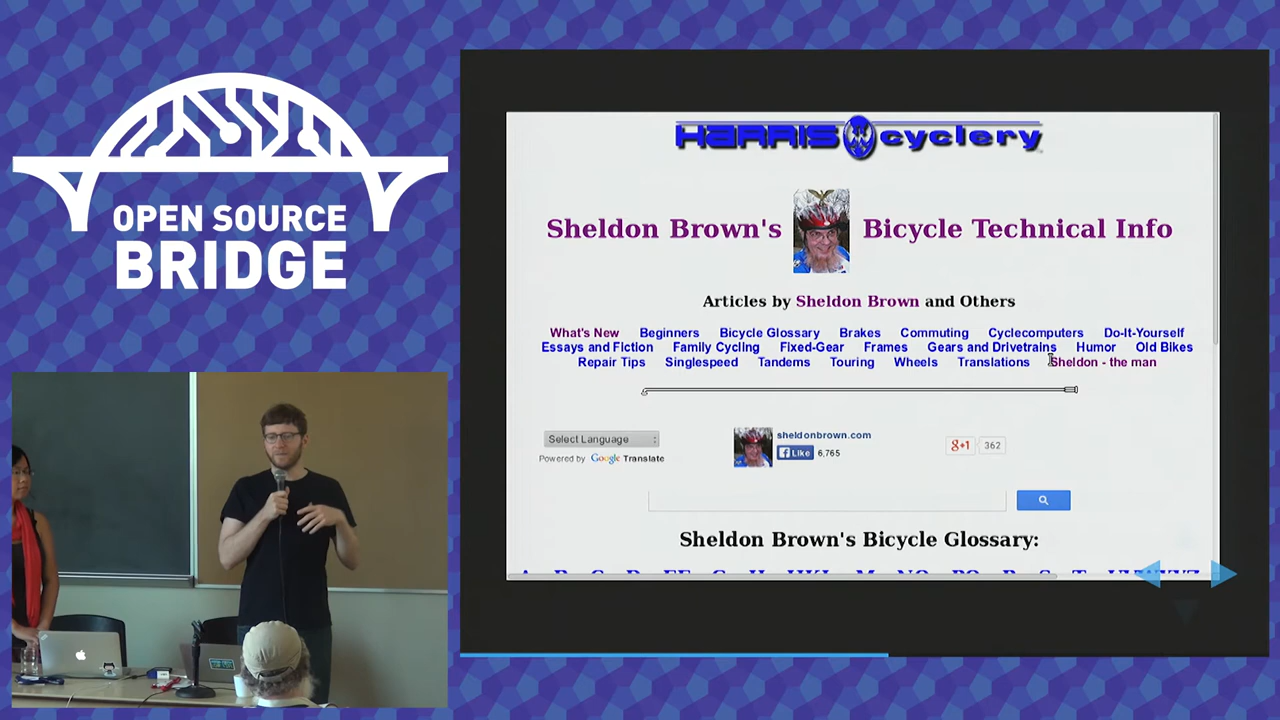 OPEN SOURCE
BRIDGE
HARRIS cyclery
Sheldon Brown's Bicycle Technical Info
Articles by Sheldon Brown and Others
What's New Beginners Bicycle Glossary Brakes Commuting Cyclecomputers Do-It-Yourself
Essays and Fiction Family Cycling Fixed-Gear Frames Gears and Drivetrains Humor Old Bikes
Repair Tips Singlespeed Tandems Touring Wheels Translations Sheldon - the man
Select Language
Powered by Google Translate
sheldonbrown.com
Like 6,765
g+1 362
Sheldon Brown's Bicycle Glossary: